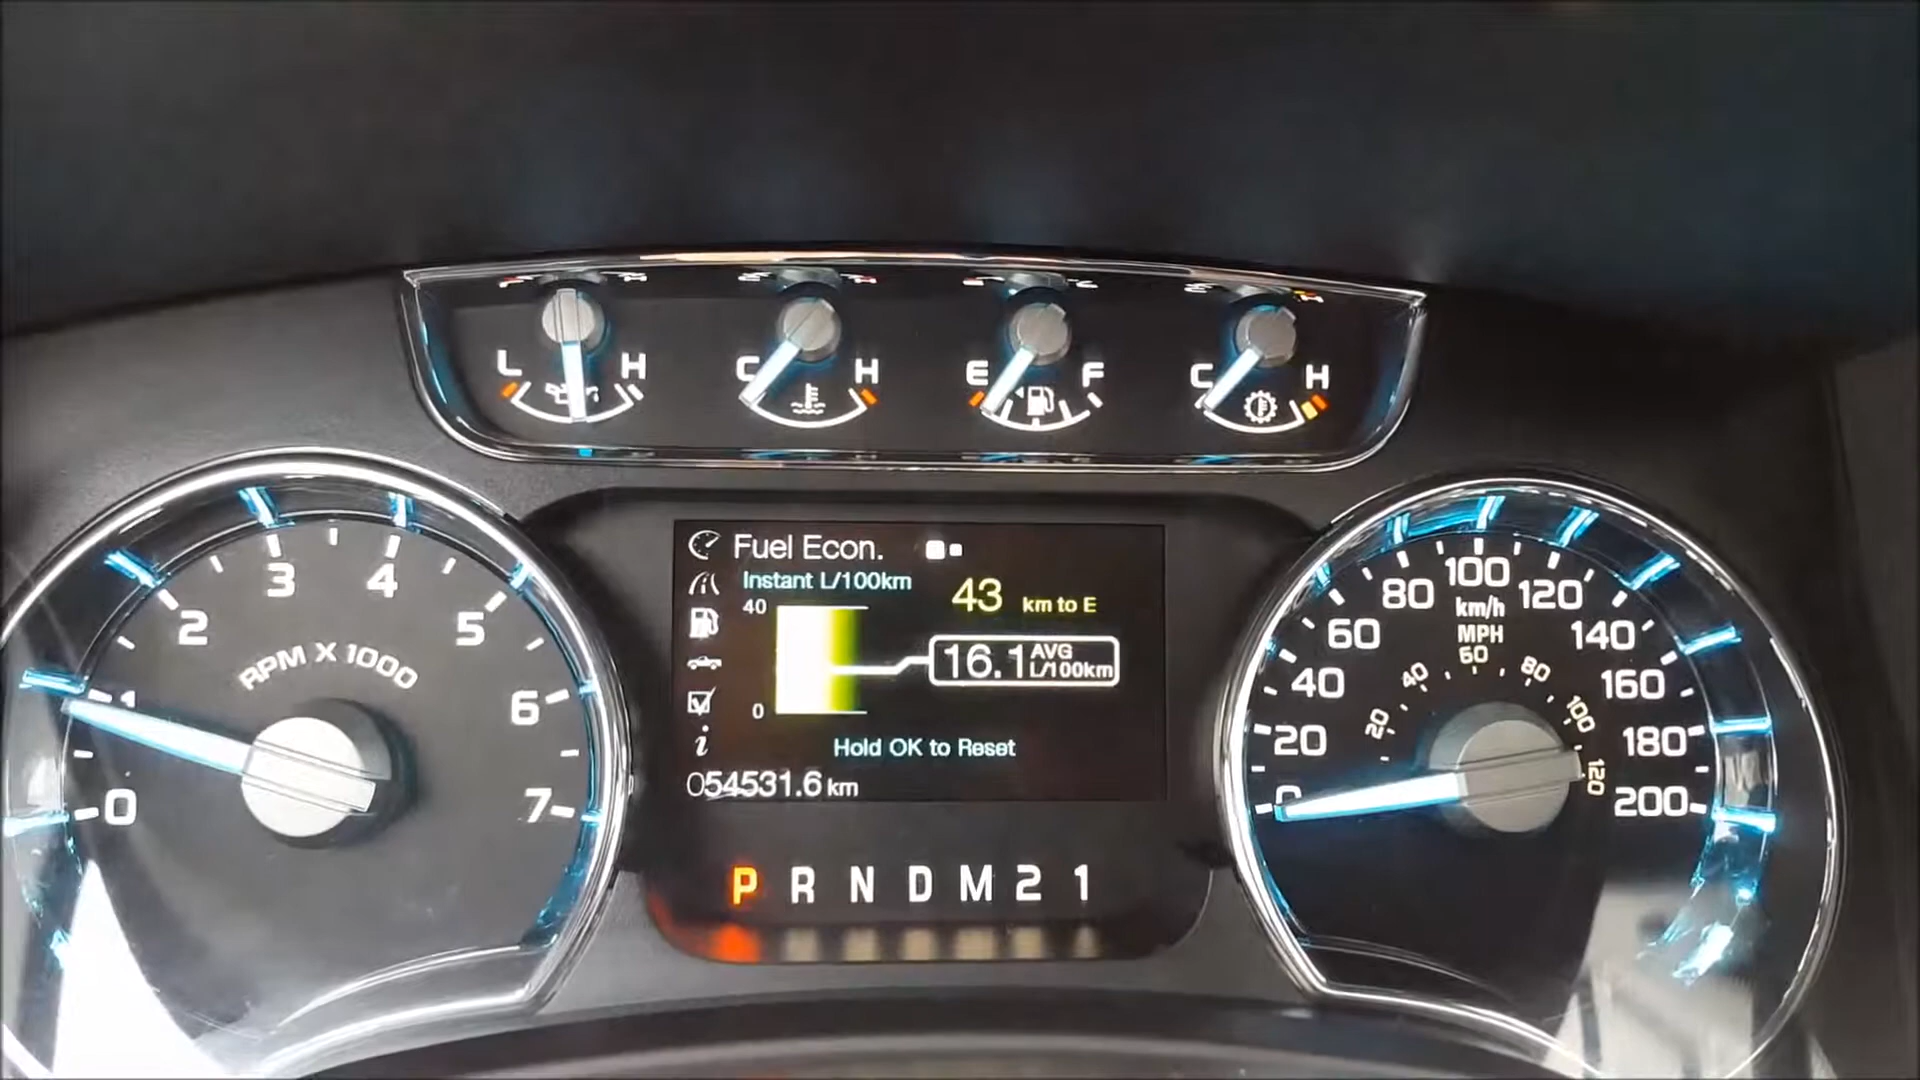 L H C H E F C H
Fuel Econ.
Instant L/100km
40
43 km to E
16.1 AVG L/100km
0
Hold OK to Reset
054531.6 km
P R N D M 2 1
0 1 2 3 4 5 6 7
RPM X 1000
0 20 40 60 80 100 120 140 160 180 200
km/h
MPH
20 40 60 80 100 120